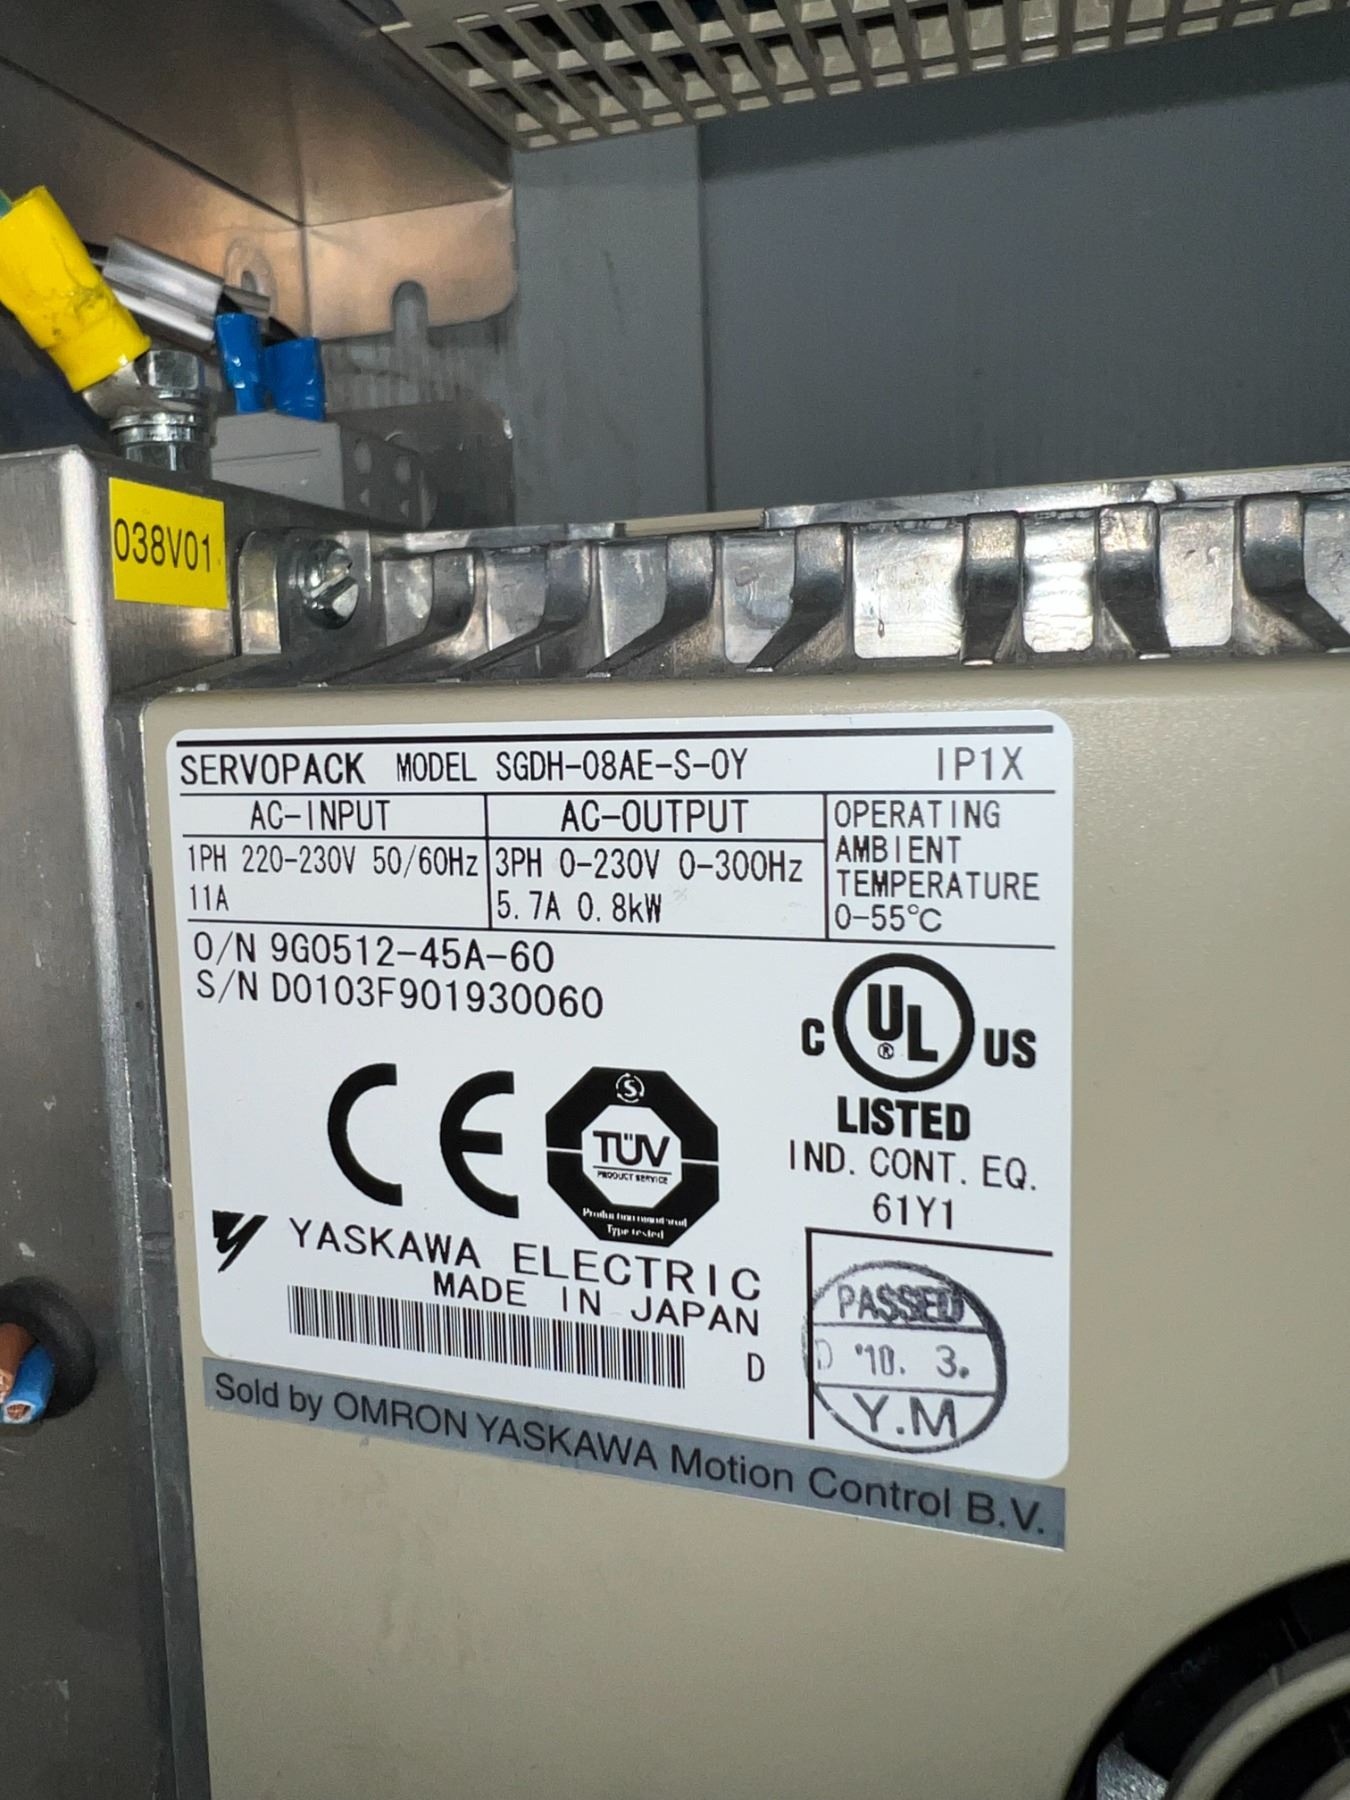 038V01
SERVOPACK MODEL SGDH-08AE-S-OY IP1X
AC-INPUT
1PH 220-230V 50/60Hz
11A
AC-OUTPUT
3PH 0-230V 0-300Hz
5.7A 0.8kW
OPERATING
AMBIENT
TEMPERATURE
0-55℃
O/N 9G0512-45A-60
S/N D0103F901930060
C UL ® US
LISTED
IND. CONT. EQ.
61Y1
CE
S
TÜV
PRODUCT SERVICE
Production monitored
Type tested
YASKAWA ELECTRIC
MADE IN JAPAN
D
PASSED
D '10. 3.
Y.M
Sold by OMRON YASKAWA Motion Control B.V.